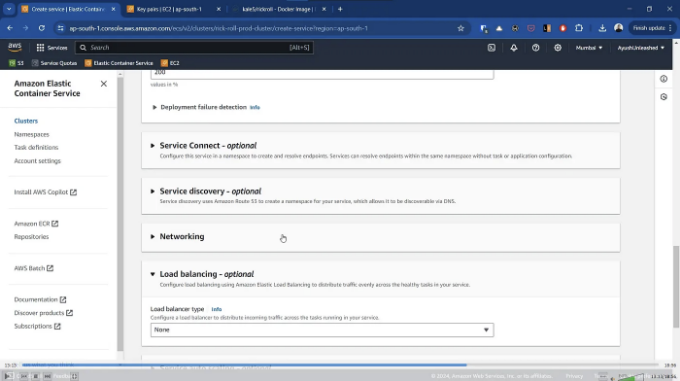 Create service | Elastic Contain
Key pairs | EC2 | ap-south-1
kale5/rickroll - Docker Image |
ap-south-1.console.aws.amazon.com/ecs/v2/clusters/rick-roll-prod-cluster/create-service?region=ap-south-1
Finish update
aws
Services
Search
[Alt+S]
Mumbai
AyushUnleashed
S3
Service Quotas
Elastic Container Service
EC2
Amazon Elastic
Container Service
Clusters
Namespaces
Task definitions
Account settings
Install AWS Copilot
Amazon ECR
Repositories
AWS Batch
Documentation
Discover products
Subscriptions
200
values in %
Deployment failure detection Info
Service Connect - optional
Configure this service in a namespace to create and resolve endpoints. Services can resolve endpoints within the same namespace without task or application configuration.
Service discovery - optional
Service discovery uses Amazon Route 53 to create a namespace for your service, which allows it to be discoverable via DNS.
Networking
Load balancing - optional
Configure load balancing using Amazon Elastic Load Balancing to distribute traffic evenly across the healthy tasks in your service.
Load balancer type Info
Configure a load balancer to distribute incoming traffic across the tasks running in your service.
None
© 2024, Amazon Web Services, Inc. or its affiliates.
Privacy